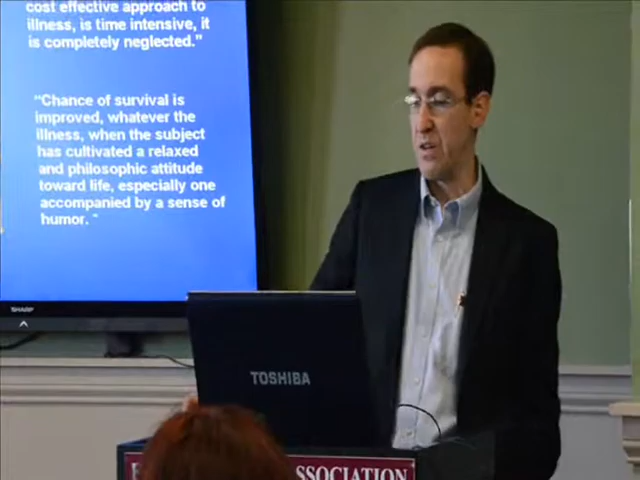 cost effective approach to
illness, is time intensive, it
is completely neglected.”
“Chance of survival is
improved, whatever the
illness, when the subject
has cultivated a relaxed
and philosophic attitude
toward life, especially one
accompanied by a sense of
humor. “
SHARP
TOSHIBA
SSOCIATION